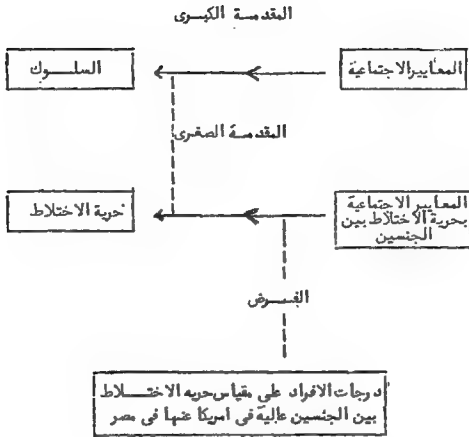 المقدمة الكبرى
المعايير الاجتماعية
السلوك
المقدمة الصغرى
المعايير الاجتماعية
بحرية الاختلاط بين
الجنسين
حرية الاختلاط
الفرض
درجات الافراد على مقياس حريه الاختلاط
بين الجنسين عالية فى امريكا عنها فى مصر